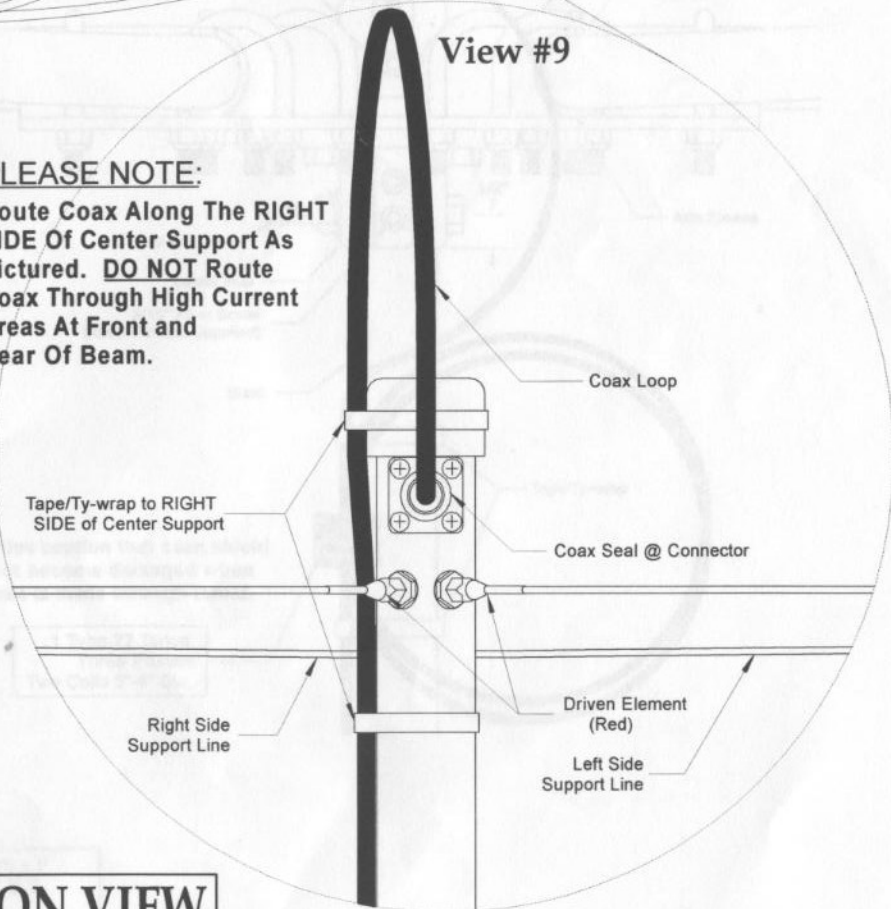 View #9
LEASE NOTE:
oute Coax Along The RIGHT
IDE Of Center Support As
ictured. DO NOT Route
oax Through High Current
reas At Front and
ear Of Beam.
Coax Loop
Tape/Ty-wrap to RIGHT
SIDE of Center Support
Coax Seal @ Connector
Right Side
Support Line
Driven Element
(Red)
Left Side
Support Line
ON VIEW